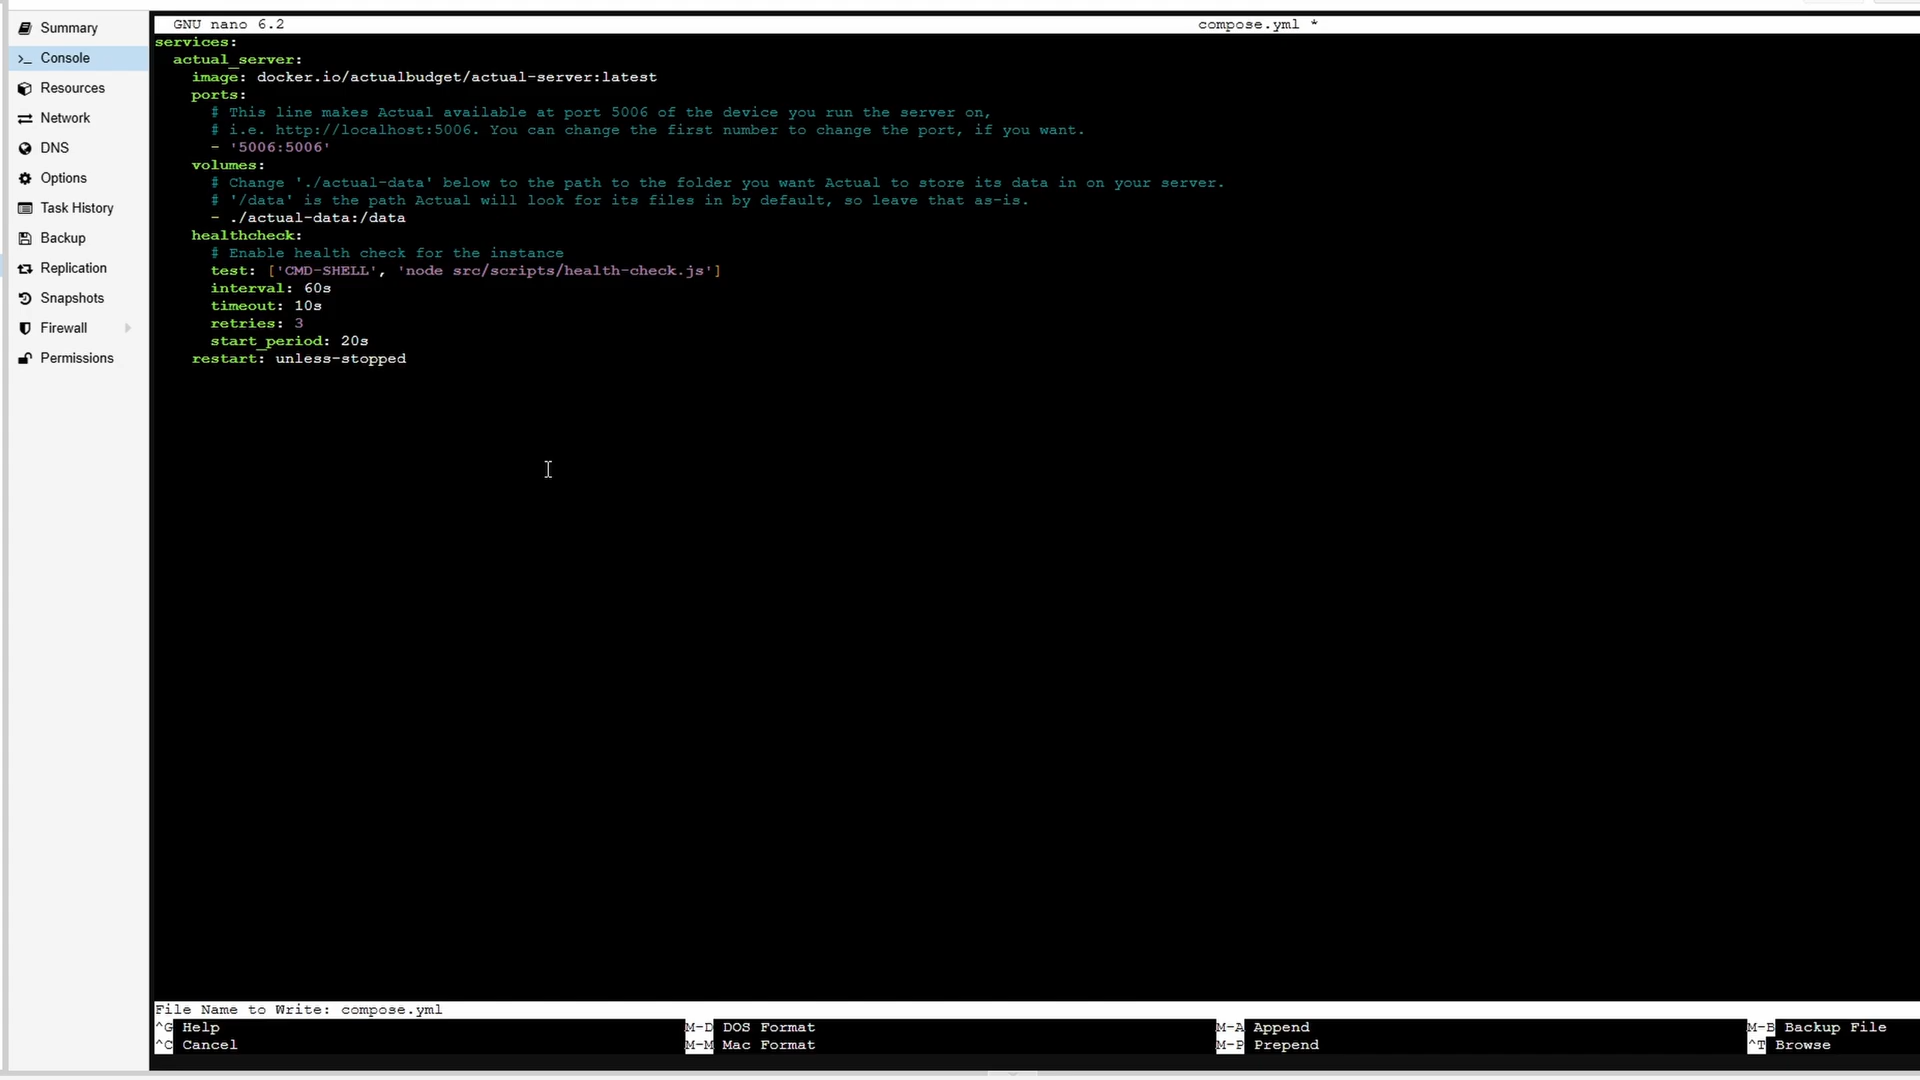 Summary
Console
Resources
Network
DNS
Options
Task History
Backup
Replication
Snapshots
Firewall
Permissions
GNU nano 6.2 compose.yml *
services:
  actual_server:
    image: docker.io/actualbudget/actual-server:latest
    ports:
      # This line makes Actual available at port 5006 of the device you run the server on,
      # i.e. http://localhost:5006. You can change the first number to change the port, if you want.
      - '5006:5006'
    volumes:
      # Change './actual-data' below to the path to the folder you want Actual to store its data in on your server.
      # '/data' is the path Actual will look for its files in by default, so leave that as-is.
      - ./actual-data:/data
    healthcheck:
      # Enable health check for the instance
      test: ['CMD-SHELL', 'node src/scripts/health-check.js']
      interval: 60s
      timeout: 10s
      retries: 3
      start_period: 20s
    restart: unless-stopped
File Name to Write: compose.yml
^G Help M-D DOS Format M-A Append M-B Backup File
^C Cancel M-M Mac Format M-P Prepend ^T Browse